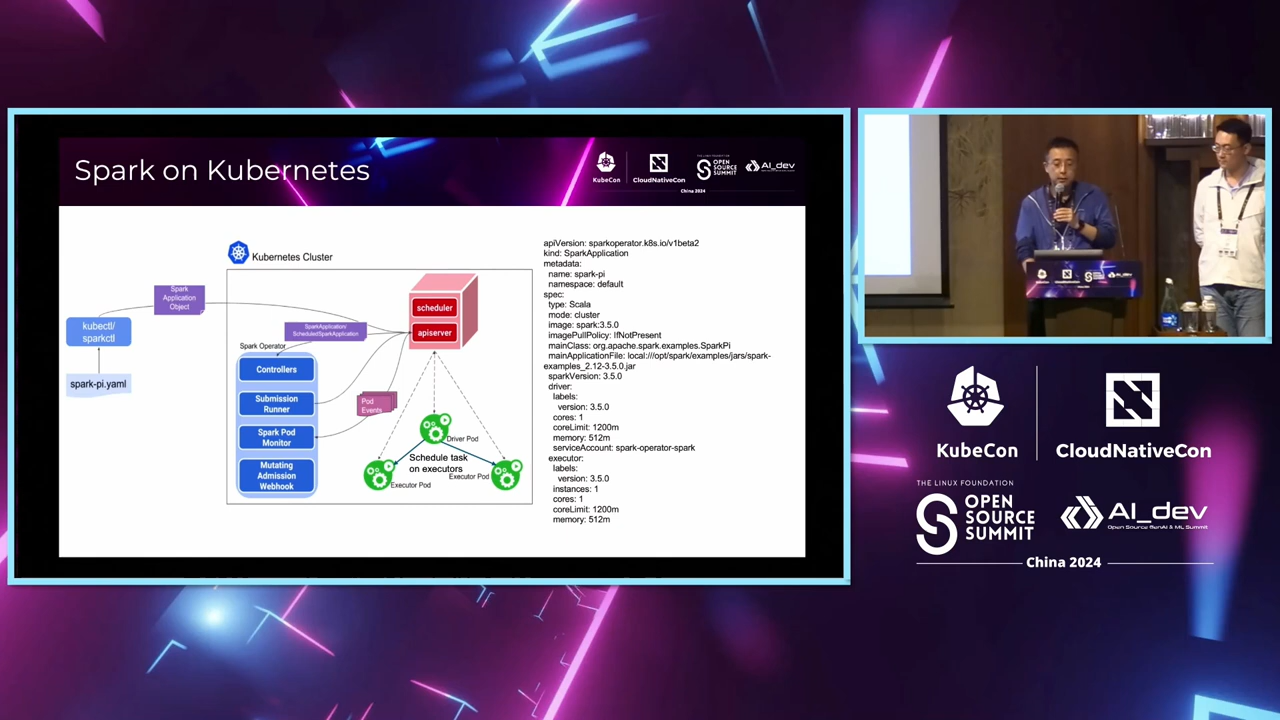 Spark on Kubernetes
KubeCon
CloudNativeCon
THE LINUX FOUNDATION
OPEN
SOURCE
SUMMIT
AI_dev
China 2024
Kubernetes Cluster
Spark
Application
Object
kubectl/
sparkctl
spark-pi.yaml
SparkApplication/
ScheduledSparkApplication
Spark Operator
Controllers
Submission
Runner
Spark Pod
Monitor
Mutating
Admission
Webhook
scheduler
apiserver
Pod
Events
Driver Pod
Schedule task
on executors
Executor Pod
Executor Pod
apiVersion: sparkoperator.k8s.io/v1beta2
kind: SparkApplication
metadata:
name: spark-pi
namespace: default
spec:
type: Scala
mode: cluster
image: spark:3.5.0
imagePullPolicy: IfNotPresent
mainClass: org.apache.spark.examples.SparkPi
mainApplicationFile: local:///opt/spark/examples/jars/spark-
examples_2.12-3.5.0.jar
sparkVersion: 3.5.0
driver:
labels:
version: 3.5.0
cores: 1
coreLimit: 1200m
memory: 512m
serviceAccount: spark-operator-spark
executor:
labels:
version: 3.5.0
instances: 1
cores: 1
coreLimit: 1200m
memory: 512m
KubeCon
CloudNativeCon
THE LINUX FOUNDATION
OPEN
SOURCE
SUMMIT
AI_dev
Open Source GenAI & ML Summit
China 2024